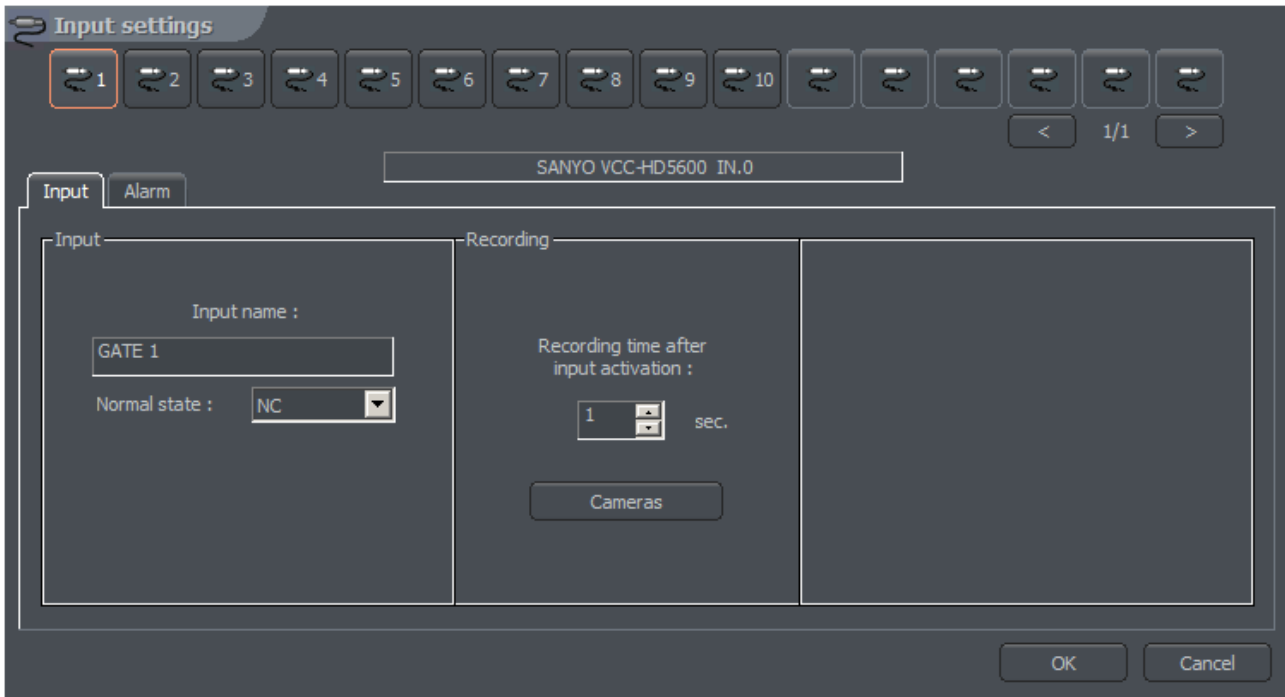 Input settings
1 2 3 4 5 6 7 8 9 10
< 1/1 >
SANYO VCC-HD5600 IN.0
Input Alarm
Input
Input name :
GATE 1
Normal state : NC
Recording
Recording time after
input activation :
1 sec.
Cameras
OK Cancel